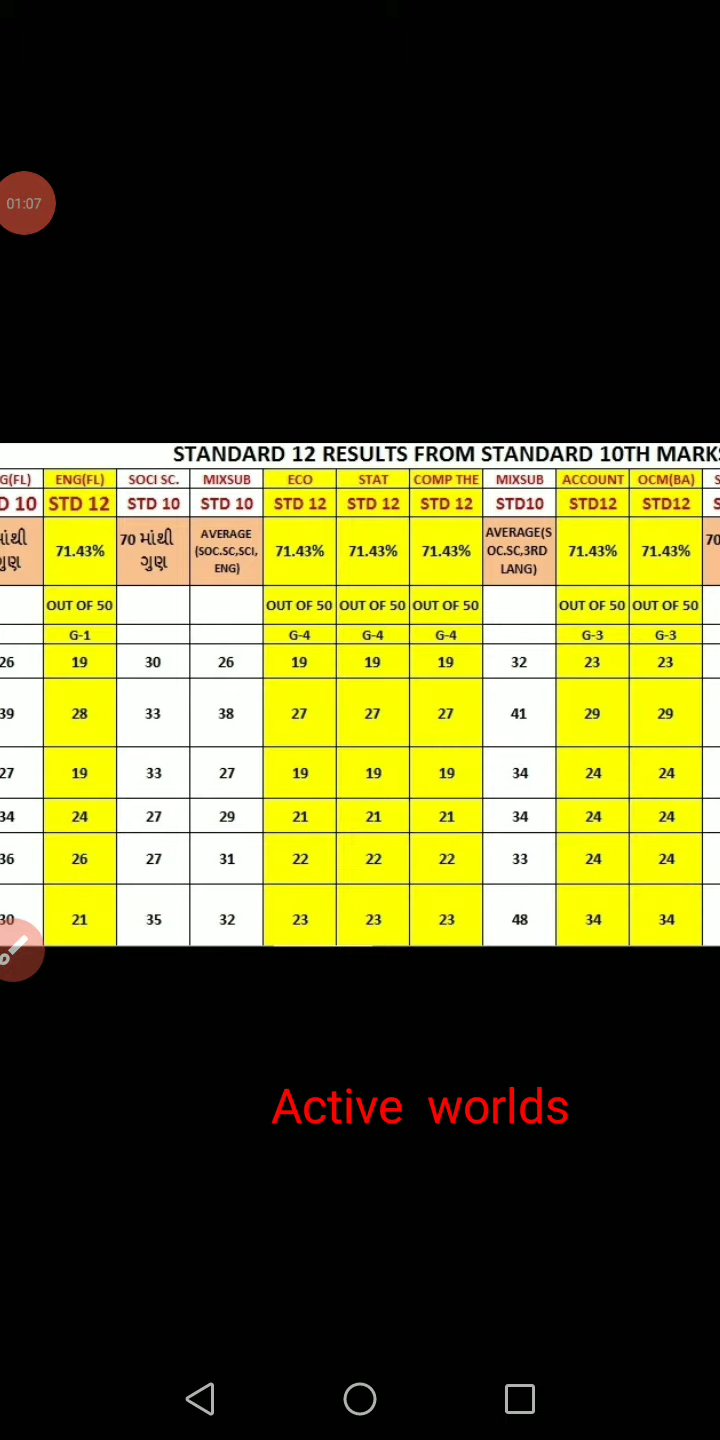 01:07
STANDARD 12 RESULTS FROM STANDARD 10TH MARKS
G(FL) ENG(FL) SOCI SC. MIXSUB ECO STAT COMP THE MIXSUB ACCOUNT OCM(BA) S
D 10 STD 12 STD 10 STD 10 STD 12 STD 12 STD 12 STD10 STD12 STD12 S
71.43% 70 માંથી ગુણ AVERAGE (SOC.SC,SCI, ENG) 71.43% 71.43% 71.43% AVERAGE(S OC.SC,3RD LANG) 71.43% 71.43% 70
OUT OF 50 OUT OF 50 OUT OF 50 OUT OF 50 OUT OF 50 OUT OF 50
G-1 G-4 G-4 G-4 G-3 G-3
26 19 30 26 19 19 19 32 23 23
39 28 33 38 27 27 27 41 29 29
27 19 33 27 19 19 19 34 24 24
34 24 27 29 21 21 21 34 24 24
36 26 27 31 22 22 22 33 24 24
30 21 35 32 23 23 23 48 34 34
Active worlds